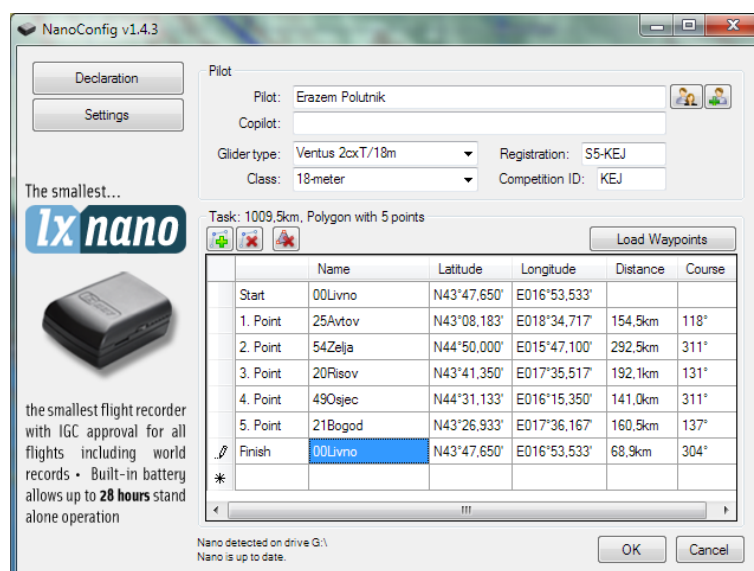 NanoConfig v1.4.3
Declaration
Settings
The smallest...
lx nano
the smallest flight recorder
with IGC approval for all
flights including world
records • Built-in battery
allows up to 28 hours stand
alone operation
Pilot
Pilot: Erazem Polutnik
Copilot:
Glider type: Ventus 2cxT/18m Registration: S5-KEJ
Class: 18-meter Competition ID: KEJ
Task: 1009,5km, Polygon with 5 points
Load Waypoints
Name Latitude Longitude Distance Course
Start 00Livno N43°47,650' E016°53,533'
1. Point 25Avtov N43°08,183' E018°34,717' 154,5km 118°
2. Point 54Zelja N44°50,000' E015°47,100' 292,5km 311°
3. Point 20Risov N43°41,350' E017°35,517' 192,1km 131°
4. Point 49Osjec N44°31,133' E016°15,350' 141,0km 311°
5. Point 21Bogod N43°26,933' E017°36,167' 160,5km 137°
Finish 00Livno N43°47,650' E016°53,533' 68,9km 304°
Nano detected on drive G:\
Nano is up to date.
OK Cancel